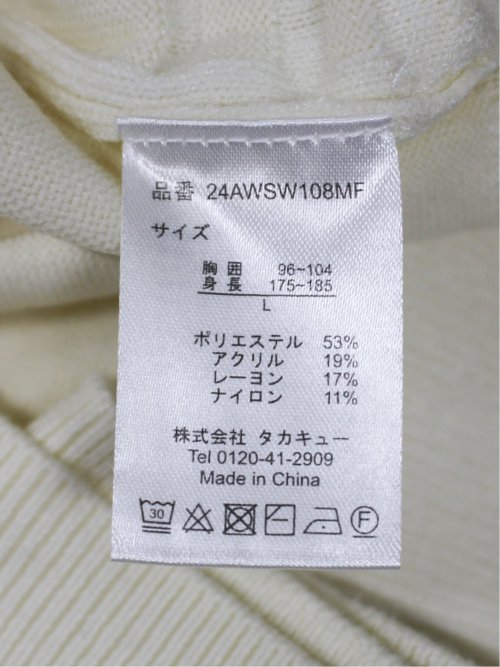 品番 24AWSW108MF
サイズ
胸囲 96~104
身長 175~185
L
ポリエステル 53%
アクリル 19%
レーヨン 17%
ナイロン 11%
株式会社 タカキュー
Tel 0120-41-2909
Made in China
30 F